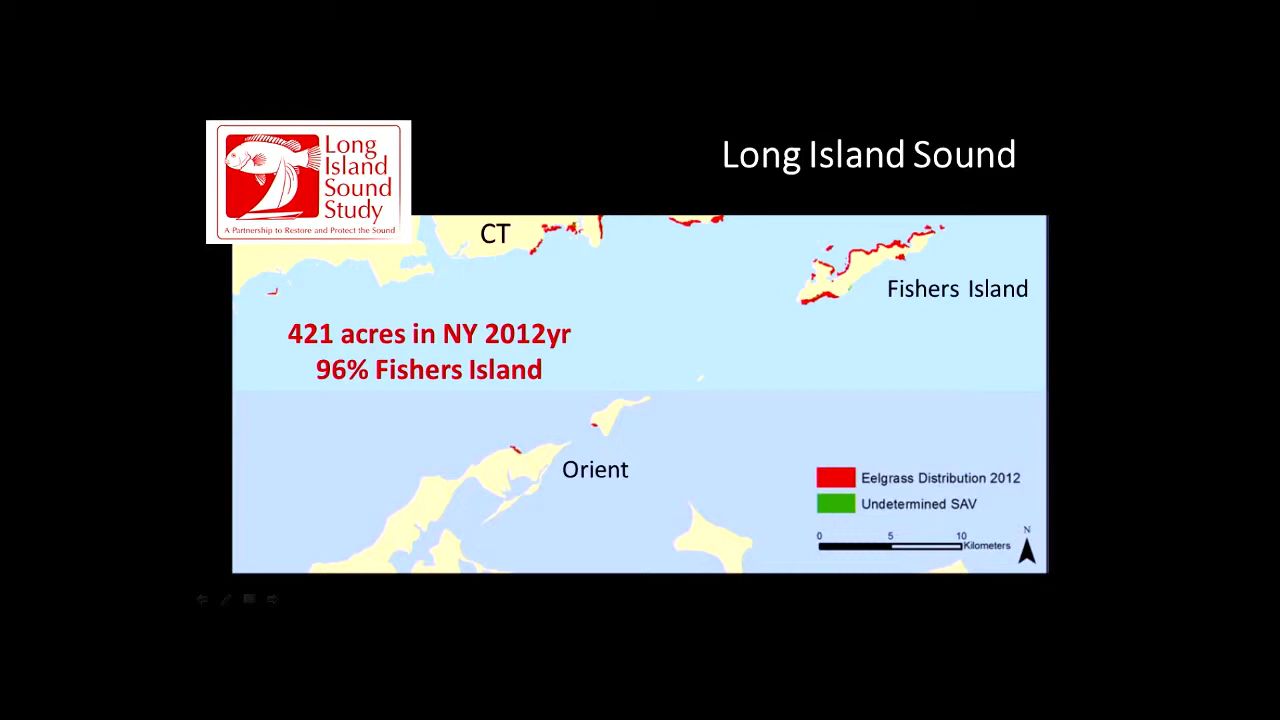 Long Island Sound
Long
Island
Sound
Study
A Partnership to Restore and Protect the Sound
CT
Fishers Island
421 acres in NY 2012yr
96% Fishers Island
Orient
Eelgrass Distribution 2012
Undetermined SAV
0 5 10
Kilometers
N